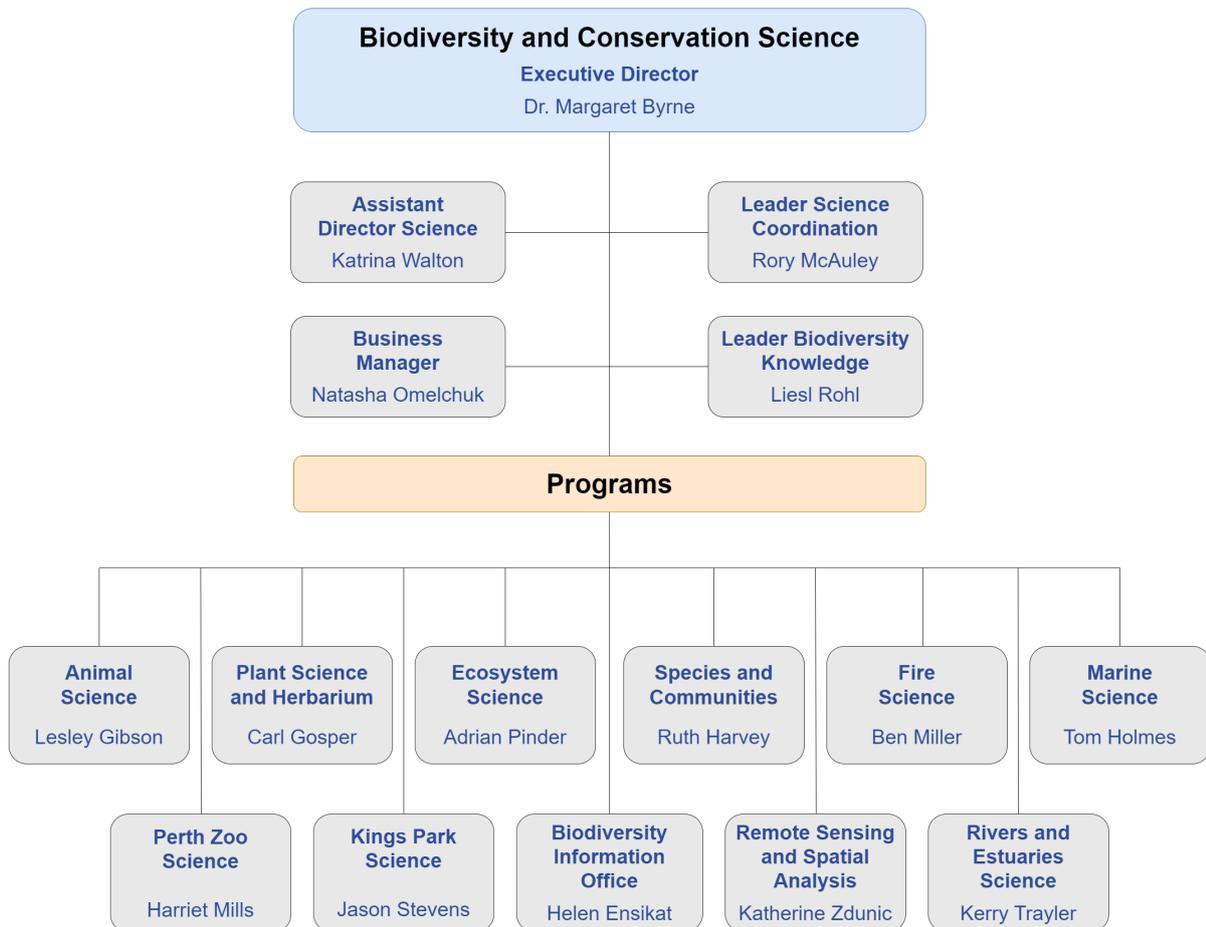 Biodiversity and Conservation Science
Executive Director
Dr. Margaret Byrne
Assistant
Director Science
Katrina Walton
Leader Science
Coordination
Rory McAuley
Business
Manager
Natasha Omelchuk
Leader Biodiversity
Knowledge
Liesl Rohl
Programs
Animal
Science
Lesley Gibson
Plant Science
and Herbarium
Carl Gosper
Ecosystem
Science
Adrian Pinder
Species and
Communities
Ruth Harvey
Fire
Science
Ben Miller
Marine
Science
Tom Holmes
Perth Zoo
Science
Harriet Mills
Kings Park
Science
Jason Stevens
Biodiversity
Information
Office
Helen Ensikat
Remote Sensing
and Spatial
Analysis
Katherine Zdunic
Rivers and
Estuaries
Science
Kerry Trayler